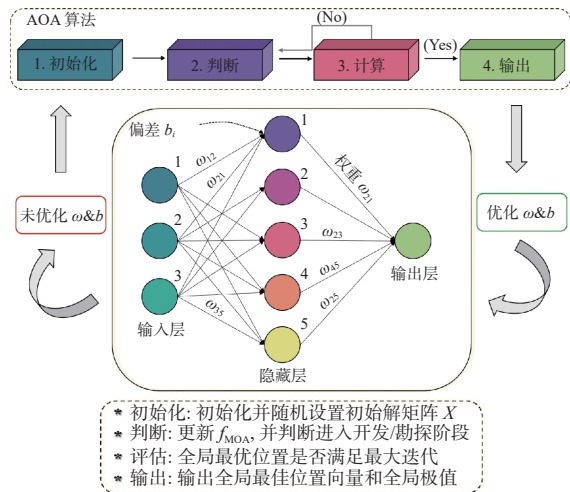 AOA 算法
(No)
1. 初始化
2. 判断
3. 计算
(Yes)
4. 输出
偏差 b_i
1
ω12
ω21
权重 ω21
1
2
2
3
ω23
3
4
ω45
ω35
5
ω25
输入层
隐藏层
输出层
未优化 ω&b
优化 ω&b
* 初始化: 初始化并随机设置初始解矩阵 X
* 判断: 更新 f_MOA, 并判断进入开发/勘探阶段
* 评估: 全局最优位置是否满足最大迭代
* 输出: 输出全局最佳位置向量和全局极值